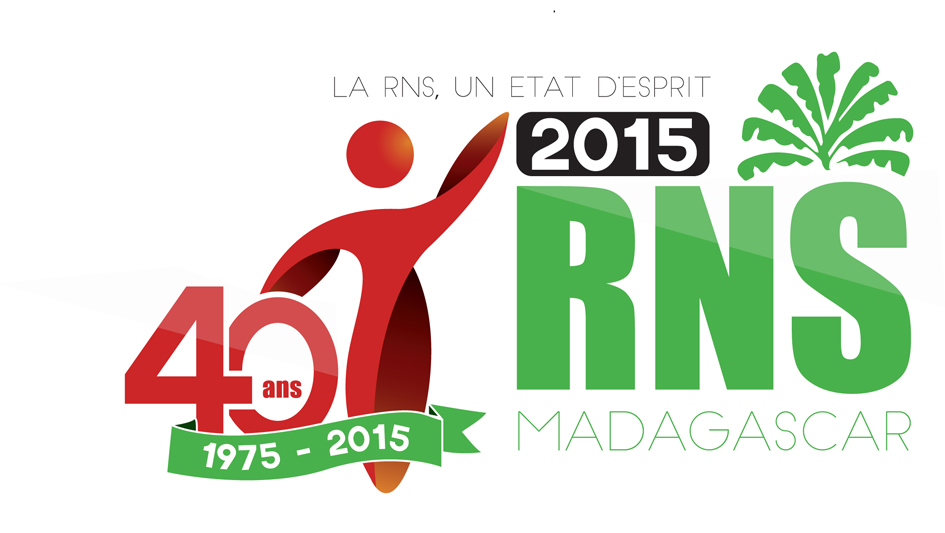 LA RNS, UN ETAT D'ESPRIT
2015
RNS
MADAGASCAR
40
ans
1975 - 2015